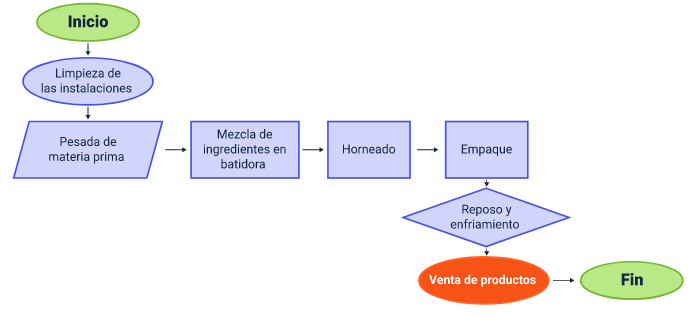 Inicio
Limpieza de
las instalaciones
Pesada de
materia prima
Mezcla de
ingredientes en
batidora
Horneado
Empaque
Reposo y
enfriamiento
Venta de productos
Fin